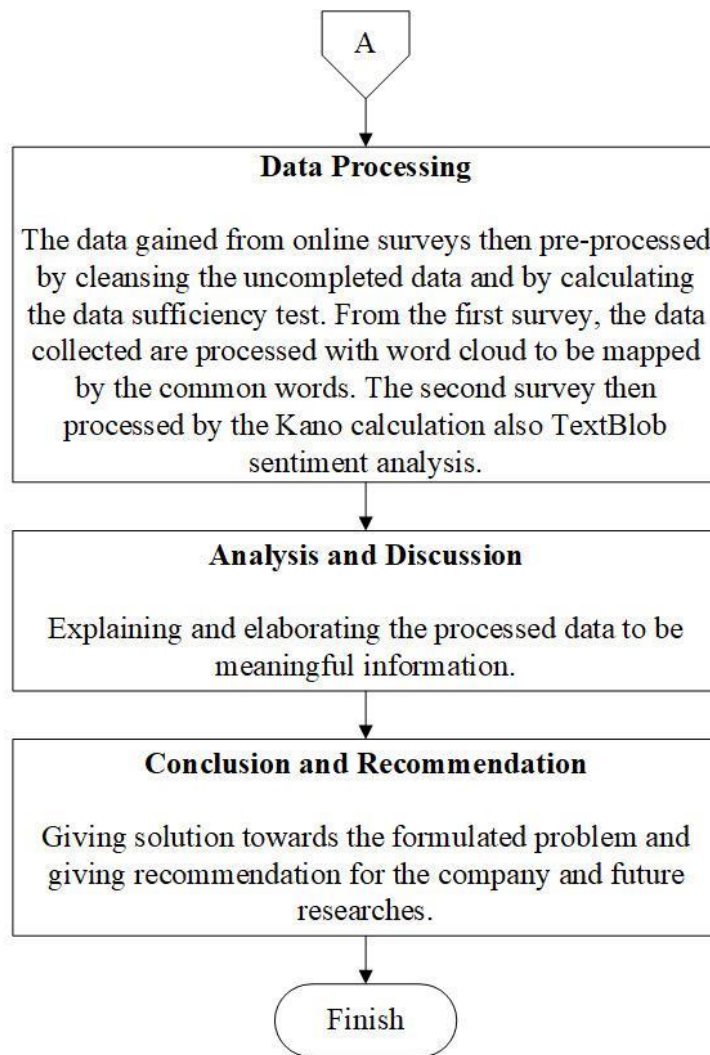 A
Data Processing
The data gained from online surveys then pre-processed
by cleansing the uncompleted data and by calculating
the data sufficiency test. From the first survey, the data
collected are processed with word cloud to be mapped
by the common words. The second survey then
processed by the Kano calculation also TextBlob
sentiment analysis.
Analysis and Discussion
Explaining and elaborating the processed data to be
meaningful information.
Conclusion and Recommendation
Giving solution towards the formulated problem and
giving recommendation for the company and future
researches.
Finish